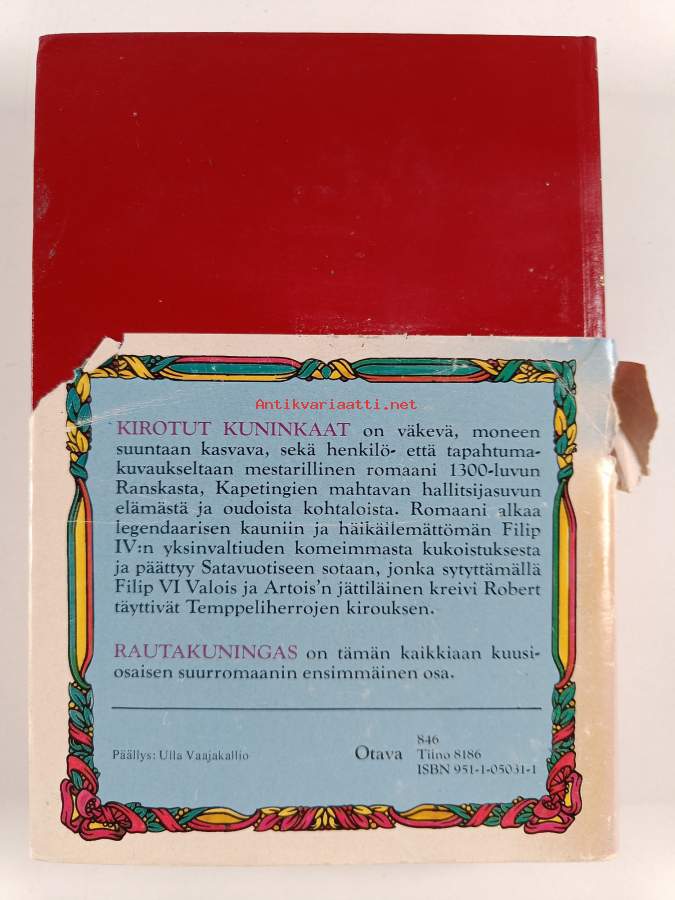 Antikvariaatti.net
KIROTUT KUNINKAAT on väkevä, moneen
suuntaan kasvava, sekä henkilö- että tapahtuma-
kuvaukseltaan mestarillinen romaani 1300-luvun
Ranskasta, Kapetingien mahtavan hallitsijasuvun
elämästä ja oudoista kohtaloista. Romaani alkaa
legendaarisen kauniin ja häikäilemättömän Filip
IV:n yksinvaltiuden komeimmasta kukoistuksesta
ja päättyy Satavuotiseen sotaan, jonka sytyttämällä
Filip VI Valois ja Artois'n jättiläinen kreivi Robert
täyttivät Temppeliherrojen kirouksen.
RAUTAKUNINGAS on tämän kaikkiaan kuusi-
osaisen suurromaanin ensimmäinen osa.
846
Päällys: Ulla Vaajakallio Otava Tiino 8186
ISBN 951-1-05031-1